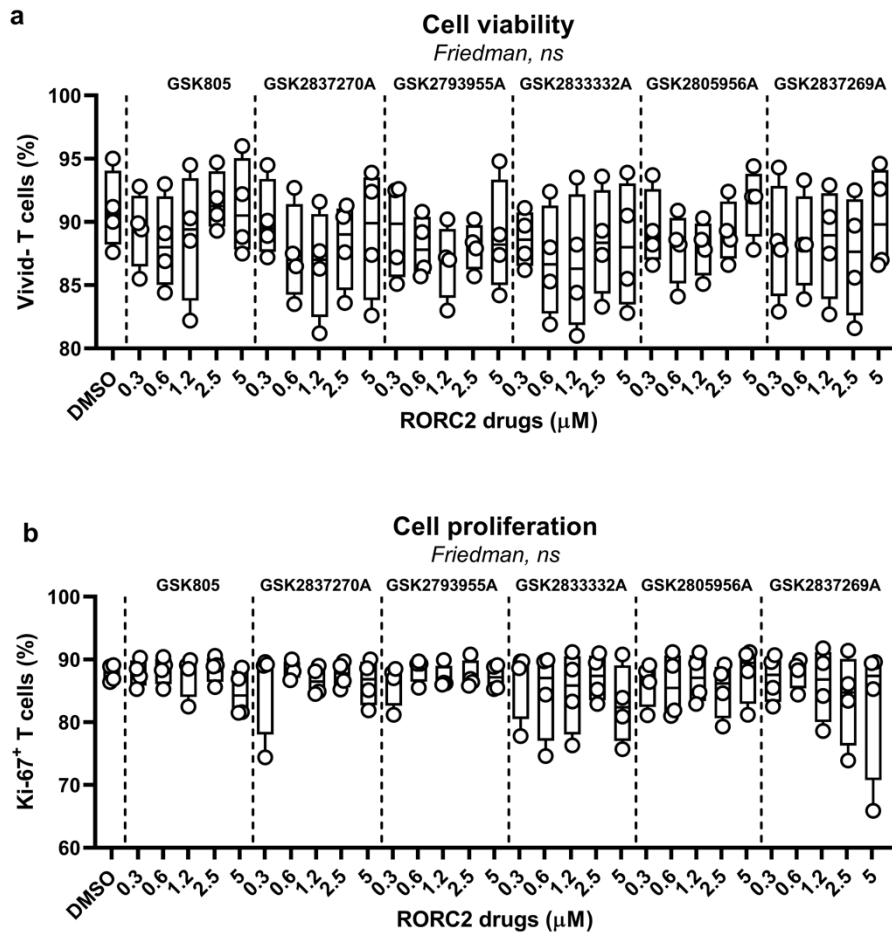 a
Cell viability
Friedman, ns
GSK805 GSK2837270A GSK2793955A GSK2833332A GSK2805956A GSK2837269A
Vivid- T cells (%)
100
95
90
85
80
DMSO 0.3 0.6 1.2 2.5 5 0.3 0.6 1.2 2.5 5 0.3 0.6 1.2 2.5 5 0.3 0.6 1.2 2.5 5 0.3 0.6 1.2 2.5 5 0.3 0.6 1.2 2.5 5
RORC2 drugs (μM)
b
Cell proliferation
Friedman, ns
GSK805 GSK2837270A GSK2793955A GSK2833332A GSK2805956A GSK2837269A
Ki-67⁺ T cells (%)
100
90
80
70
60
DMSO 0.3 0.6 1.2 2.5 5 0.3 0.6 1.2 2.5 5 0.3 0.6 1.2 2.5 5 0.3 0.6 1.2 2.5 5 0.3 0.6 1.2 2.5 5 0.3 0.6 1.2 2.5 5
RORC2 drugs (μM)